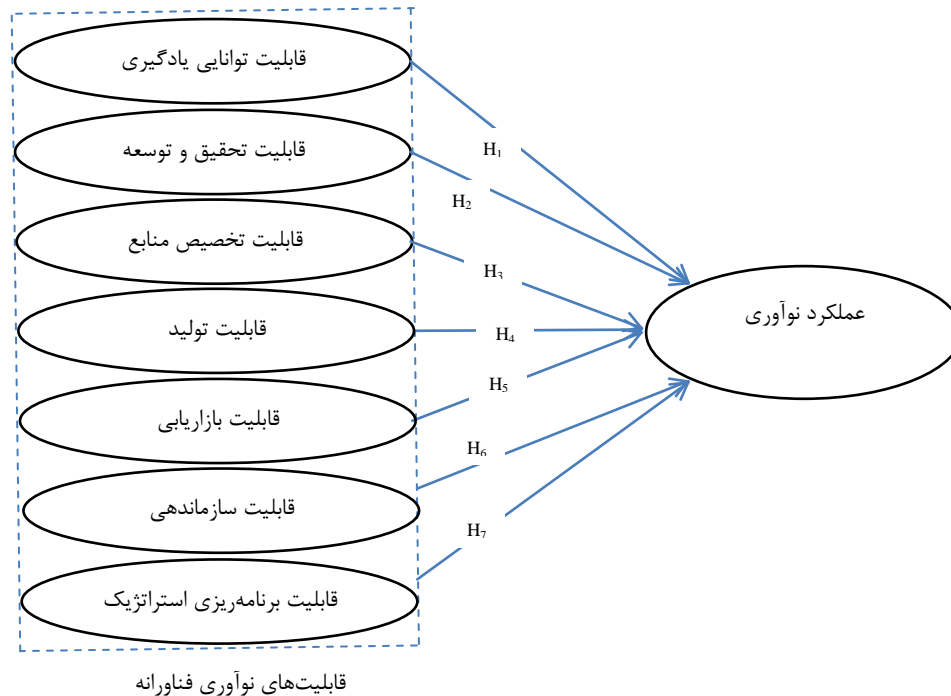 قابلیت توانایی یادگیری
H₁
قابلیت تحقیق و توسعه
H₂
قابلیت تخصیص منابع
H₃
قابلیت تولید
H₄
عملکرد نوآوری
قابلیت بازاریابی
H₅
قابلیت سازماندهی
H₆
قابلیت برنامه‌ریزی استراتژیک
H₇
قابلیت‌های نوآوری فناورانه